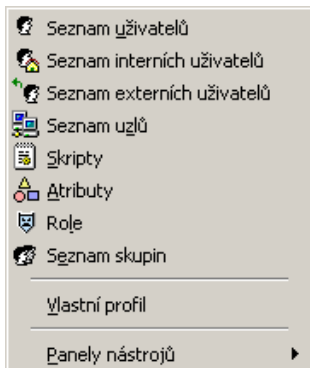 Seznam uživatelů
Seznam interních uživatelů
Seznam externích uživatelů
Seznam uzlů
Skripty
Atributy
Role
Seznam skupin
Vlastní profil
Panely nástrojů